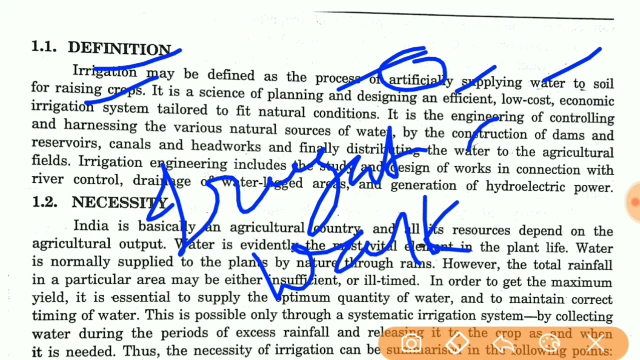 1.1. DEFINITION
Irrigation may be defined as the process of artificially supplying water to soil
for raising crops. It is a science of planning and designing an efficient, low-cost, economic
irrigation system tailored to fit natural conditions. It is the engineering of controlling
and harnessing the various natural sources of water, by the construction of dams and
reservoirs, canals and headworks and finally distributing the water to the agricultural
fields. Irrigation engineering includes the study and design of works in connection with
river control, drainage of water-logged areas, and generation of hydroelectric power.
1.2. NECESSITY
India is basically an agricultural country, and all its resources depend on the
agricultural output. Water is evidently the most vital element in the plant life. Water
is normally supplied to the plants by nature through rains. However, the total rainfall
in a particular area may be either insufficient, or ill-timed. In order to get the maximum
yield, it is essential to supply the optimum quantity of water, and to maintain correct
timing of water. This is possible only through a systematic irrigation system—by collecting
water during the periods of excess rainfall and releasing it to the crop as and when
it is needed. Thus, the necessity of irrigation can be summarised in the following points: